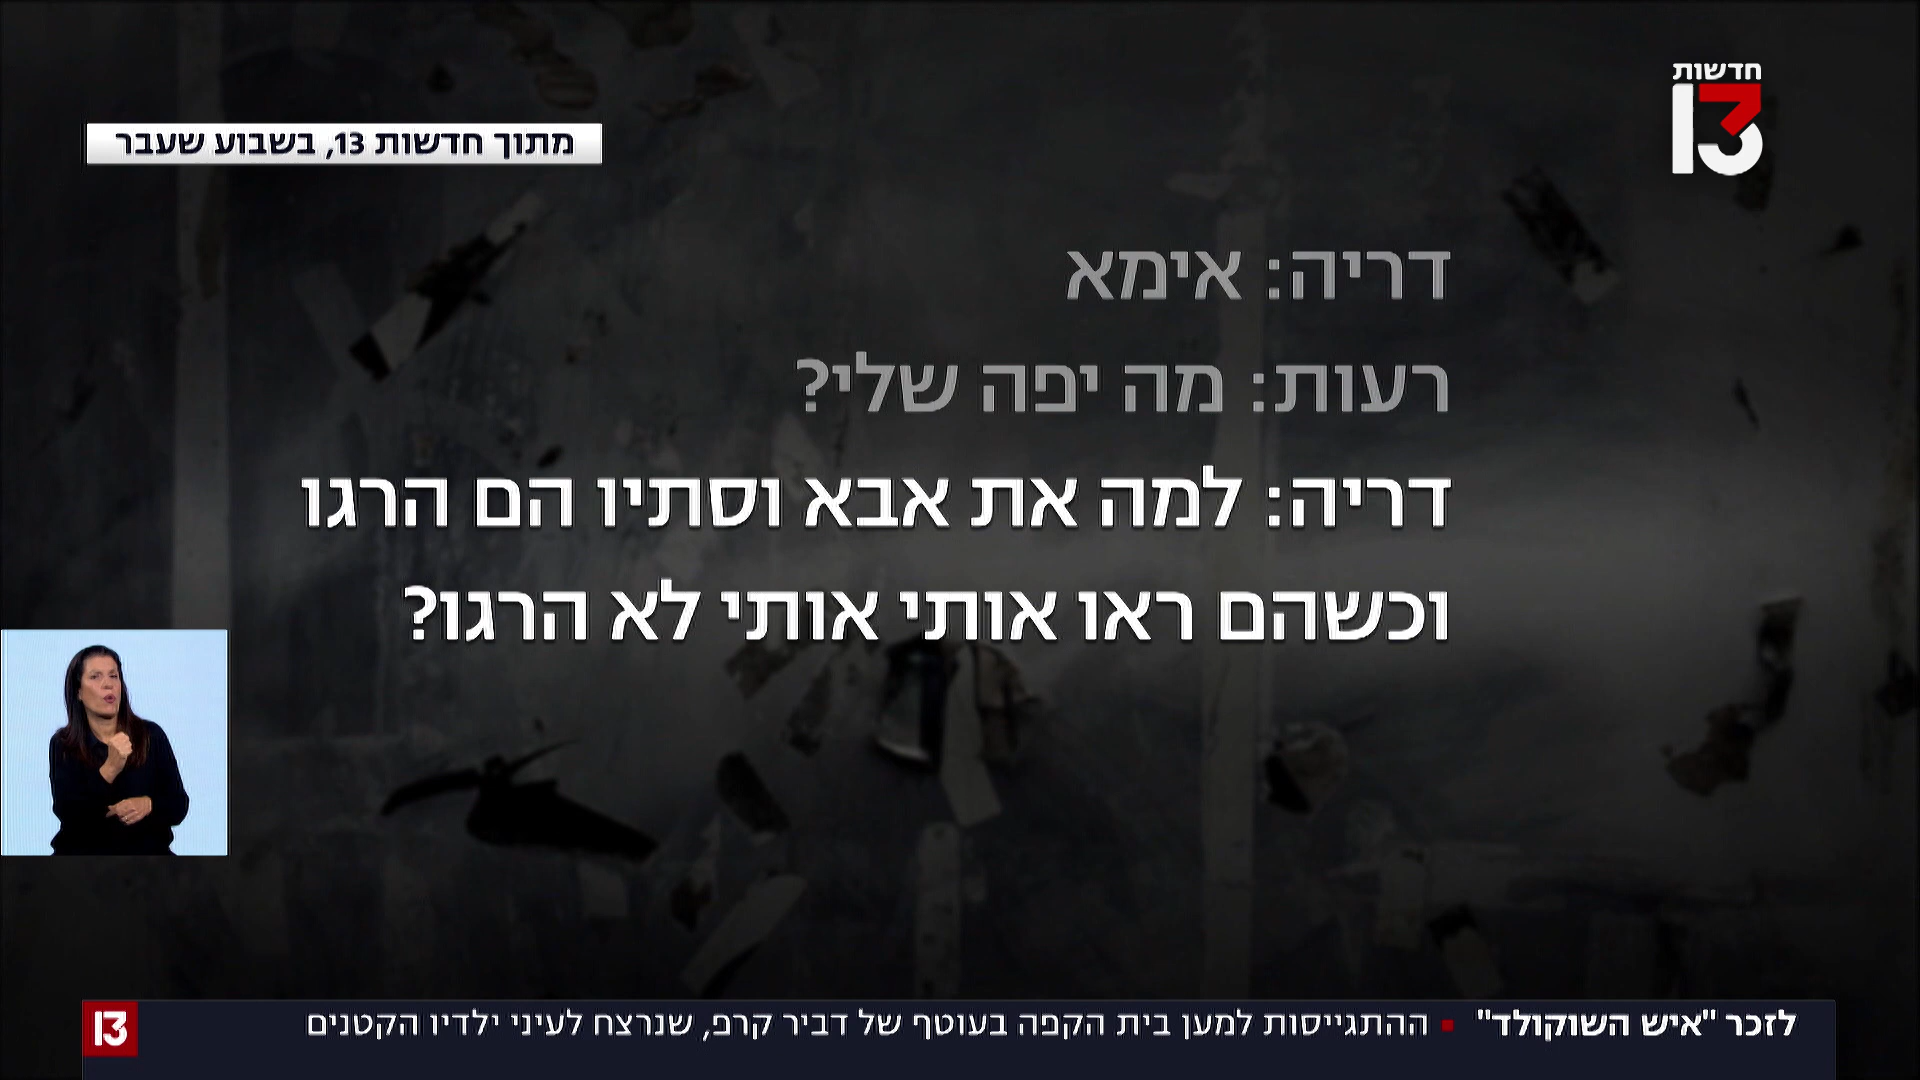 חדשות
13
מתוך חדשות 13, בשבוע שעבר
דריה: אימא
רעות: מה יפה שלי?
דריה: למה את אבא וסתיו הם הרגו
וכשהם ראו אותי אותי לא הרגו?
לזכר "איש השוקולד" ▪ ההתגייסות למען בית הקפה בעוטף של דביר קרפ, שנרצח לעיני ילדיו הקטנים
13